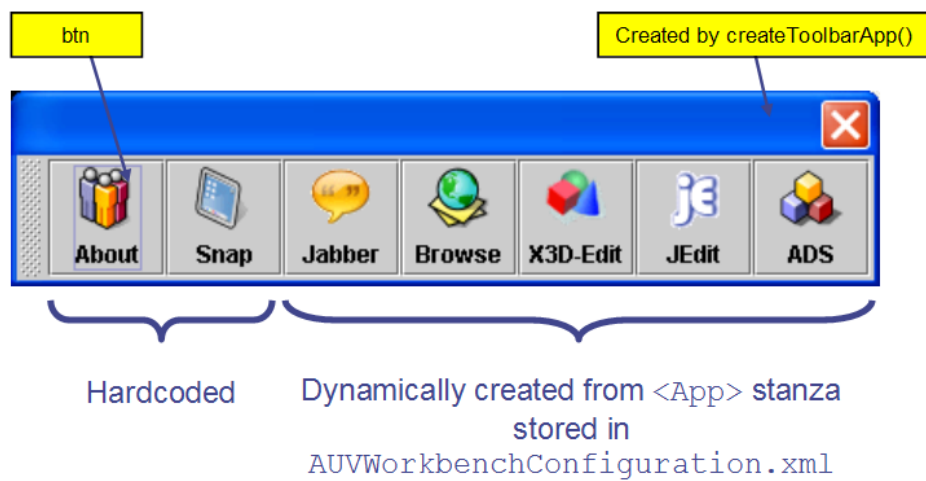 btn
Created by createToolbarApp()
“ ”
jE
About
Snap
Jabber
Browse
X3D-Edit
JEdit
ADS
Hardcoded
Dynamically created from <App> stanza
stored in
AUVWorkbenchConfiguration.xml